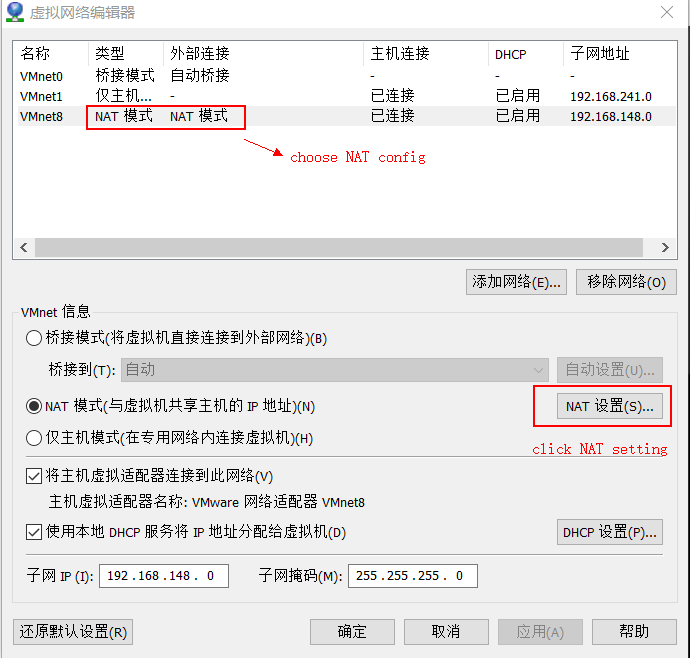 虚拟网络编辑器
名称 类型 外部连接 主机连接 DHCP 子网地址
VMnet0 桥接模式 自动桥接 - - -
VMnet1 仅主机... - 已连接 已启用 192.168.241.0
VMnet8 NAT 模式 NAT 模式 已连接 已启用 192.168.148.0
choose NAT config
添加网络(E)... 移除网络(O)
VMnet 信息
桥接模式(将虚拟机直接连接到外部网络)(B)
桥接到(T): 自动 自动设置(U)...
NAT 模式(与虚拟机共享主机的 IP 地址)(N) NAT 设置(S)...
仅主机模式(在专用网络内连接虚拟机)(H)
click NAT setting
将主机虚拟适配器连接到此网络(V)
主机虚拟适配器名称: VMware 网络适配器 VMnet8
使用本地 DHCP 服务将 IP 地址分配给虚拟机(D) DHCP 设置(P)...
子网 IP (I): 192.168.148. 0 子网掩码(M): 255.255.255. 0
还原默认设置(R) 确定 取消 应用(A) 帮助